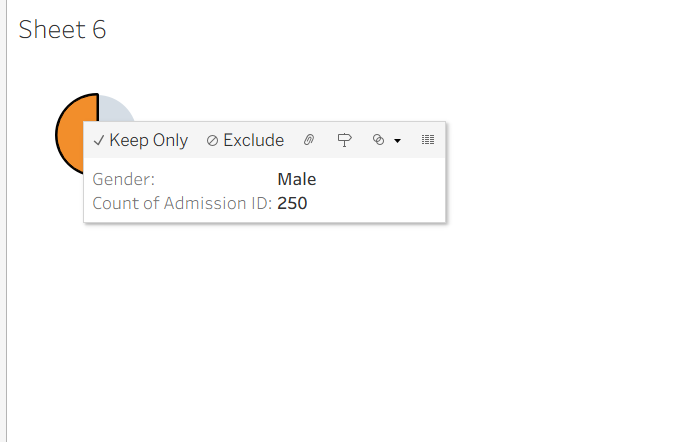 Sheet 6
Keep Only Exclude
Gender: Male
Count of Admission ID: 250